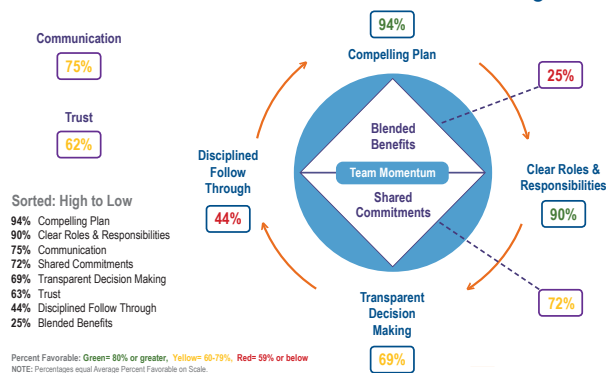 94%
Compelling Plan
Communication
75%
25%
Trust
62%
Blended
Benefits
Team Momentum
Shared
Commitments
Disciplined
Follow
Through
44%
Clear Roles &
Responsibilities
90%
Sorted: High to Low
94% Compelling Plan
90% Clear Roles & Responsibilities
75% Communication
72% Shared Commitments
69% Transparent Decision Making
63% Trust
44% Disciplined Follow Through
25% Blended Benefits
72%
Transparent
Decision
Making
69%
Percent Favorable: Green= 80% or greater, Yellow= 60-79%, Red= 59% or below
NOTE: Percentages equal Average Percent Favorable on Scale.